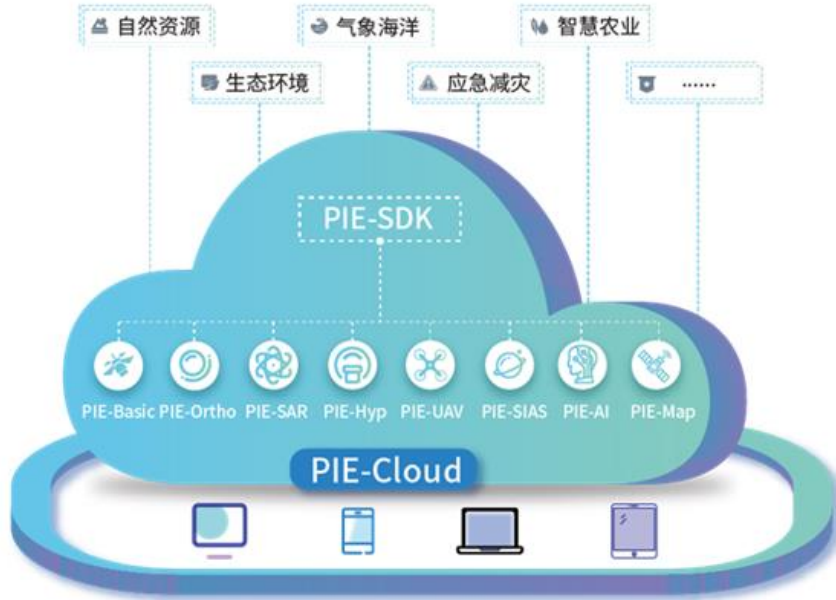 自然资源
气象海洋
智慧农业
生态环境
应急减灾
......
PIE-SDK
PIE-Basic PIE-Ortho PIE-SAR PIE-Hyp PIE-UAV PIE-SIAS PIE-AI PIE-Map
PIE-Cloud